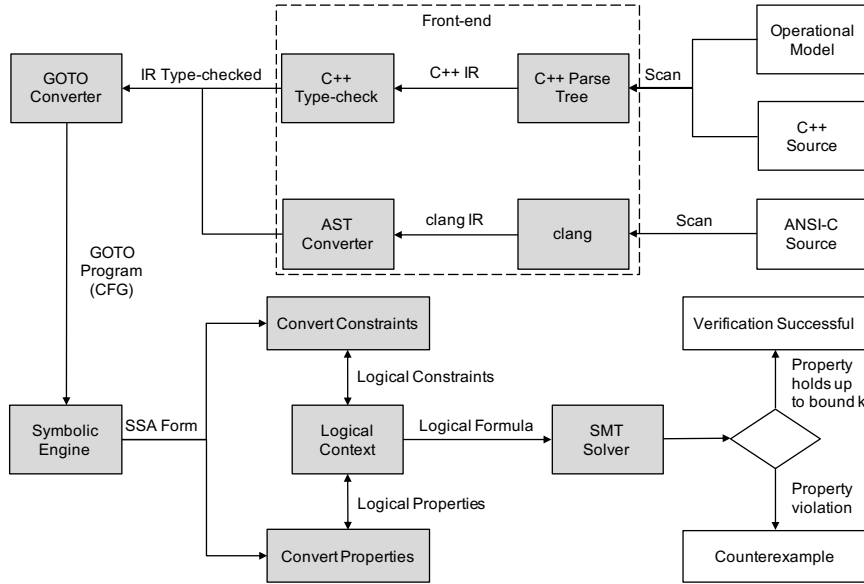 Front-end
Operational
Model
GOTO
Converter
IR Type-checked
C++
Type-check
C++ IR
C++ Parse
Tree
Scan
C++
Source
AST
Converter
clang IR
clang
Scan
ANSI-C
Source
GOTO
Program
(CFG)
Convert Constraints
Verification Successful
Logical Constraints
Property
holds up
to bound k
Symbolic
Engine
SSA Form
Logical
Context
Logical Formula
SMT
Solver
Logical Properties
Property
violation
Convert Properties
Counterexample